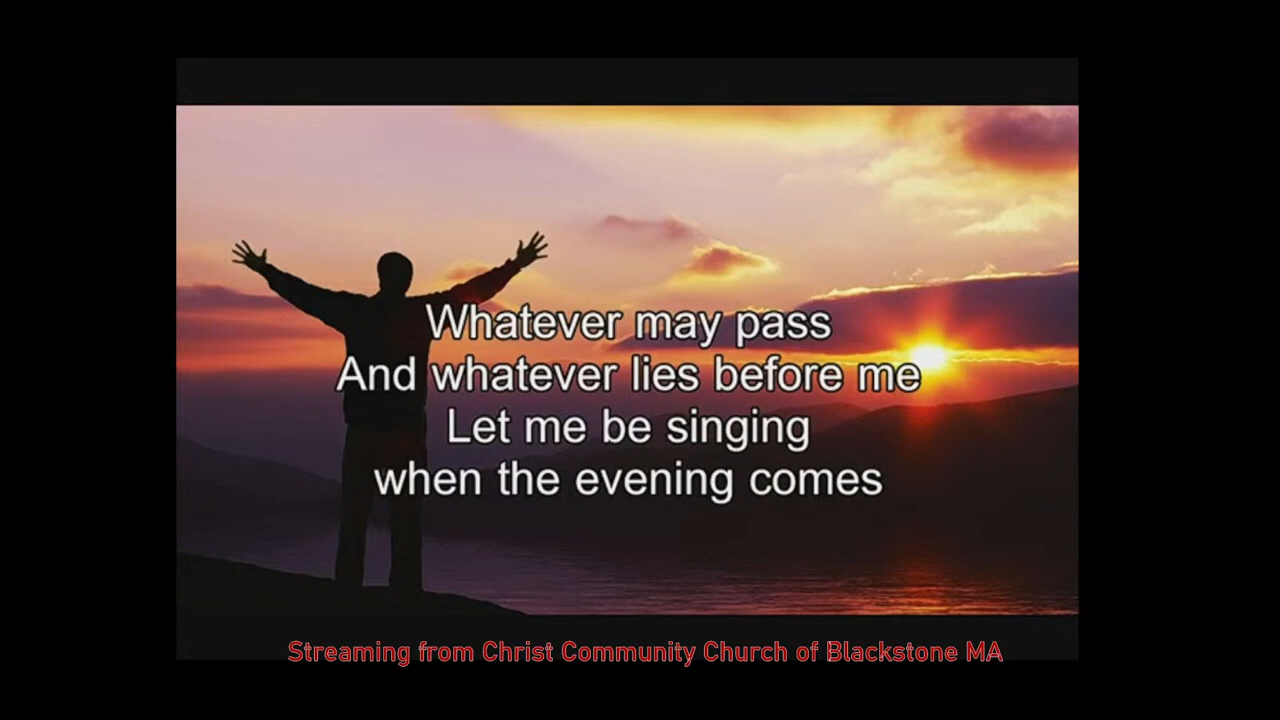 Whatever may pass
And whatever lies before me
Let me be singing
when the evening comes
Streaming from Christ Community Church of Blackstone MA